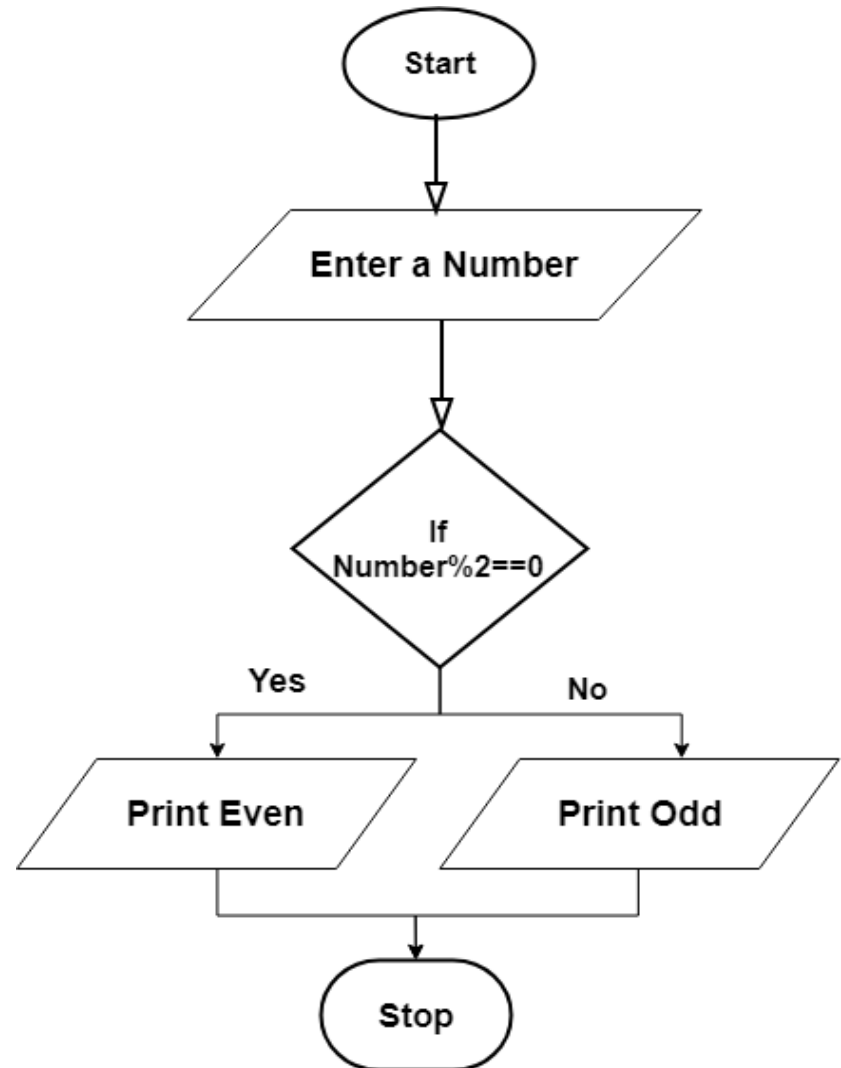 Start
Enter a Number
If
Number%2==0
Yes
No
Print Even
Print Odd
Stop